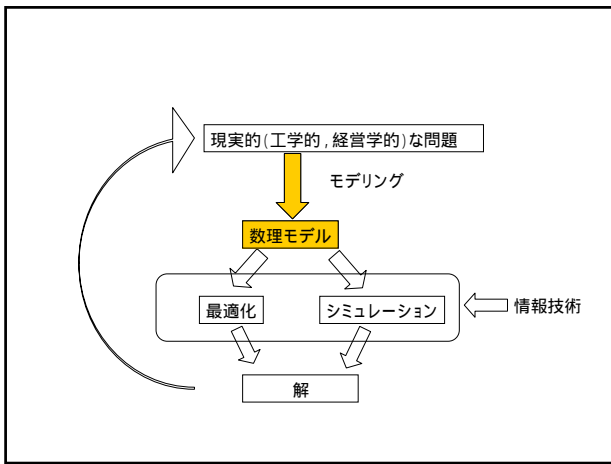 現実的(工学的,経営学的)な問題
モデリング
数理モデル
最適化
シミュレーション
情報技術
解